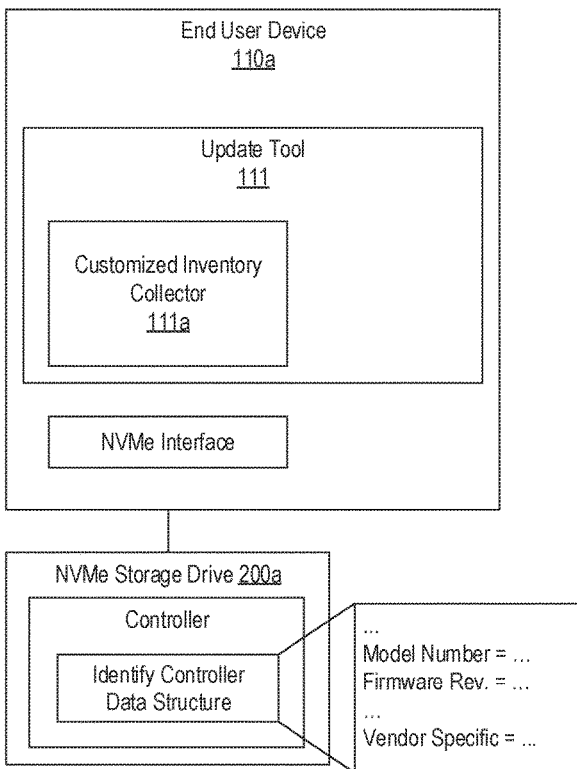 End User Device
110a
Update Tool
111
Customized Inventory
Collector
111a
NVMe Interface
NVMe Storage Drive 200a
Controller
Identify Controller
Data Structure
...
Model Number = ...
Firmware Rev. = ...
...
Vendor Specific = ...